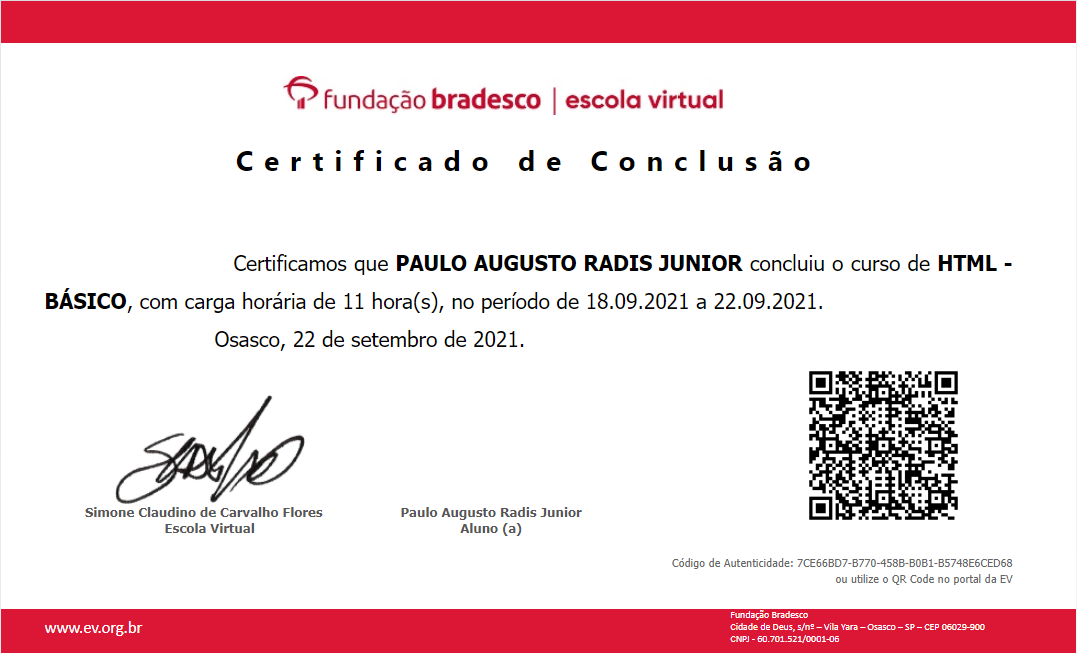 fundação bradesco | escola virtual
Certificado de Conclusão
Certificamos que PAULO AUGUSTO RADIS JUNIOR concluiu o curso de HTML -
BÁSICO, com carga horária de 11 hora(s), no período de 18.09.2021 a 22.09.2021.
Osasco, 22 de setembro de 2021.
Simone Claudino de Carvalho Flores
Escola Virtual
Paulo Augusto Radis Junior
Aluno (a)
Código de Autenticidade: 7CE66BD7-B770-458B-B0B1-B5748E6CED68
ou utilize o QR Code no portal da EV
www.ev.org.br
Fundação Bradesco
Cidade de Deus, s/nº – Vila Yara – Osasco – SP – CEP 06029-900
CNPJ - 60.701.521/0001-06